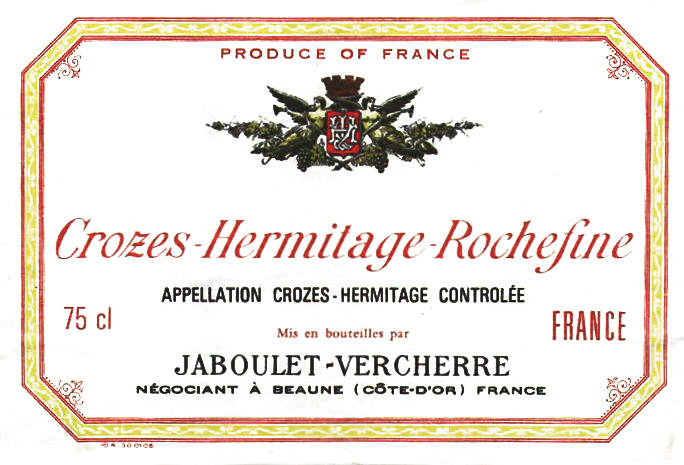 PRODUCE OF FRANCE
Crozes-Hermitage-Rochefine
APPELLATION CROZES-HERMITAGE CONTROLÉE
75 cl
Mis en bouteilles par
FRANCE
JABOULET-VERCHERRE
NÉGOCIANT À BEAUNE (CÔTE-D'OR) FRANCE